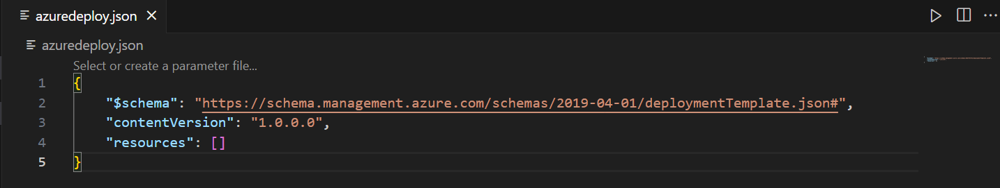 azuredeploy.json
azuredeploy.json
Select or create a parameter file...
1 {
2 "$schema": "https://schema.management.azure.com/schemas/2019-04-01/deploymentTemplate.json#",
3 "contentVersion": "1.0.0.0",
4 "resources": []
5 }